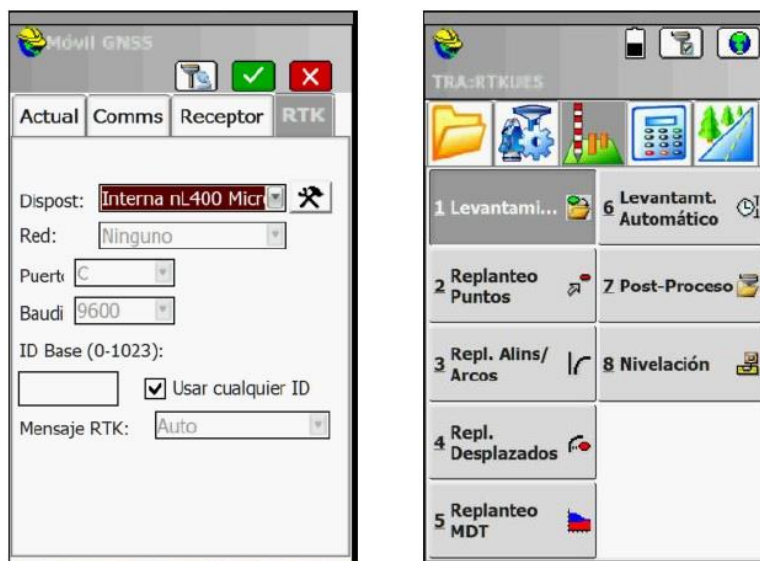 Móvil GNSS
Actual Comms Receptor RTK
Dispost: Interna nL400 Micr
Red: Ninguno
Puert C
Baudi 9600
ID Base (0-1023):
Usar cualquier ID
Mensaje RTK: Auto
TRA:RTKUES
1 Levantami...
6 Levantamt.
Automático
2 Replanteo
Puntos
7 Post-Proceso
3 Repl. Alins/
Arcos
8 Nivelación
4 Repl.
Desplazados
5 Replanteo
MDT